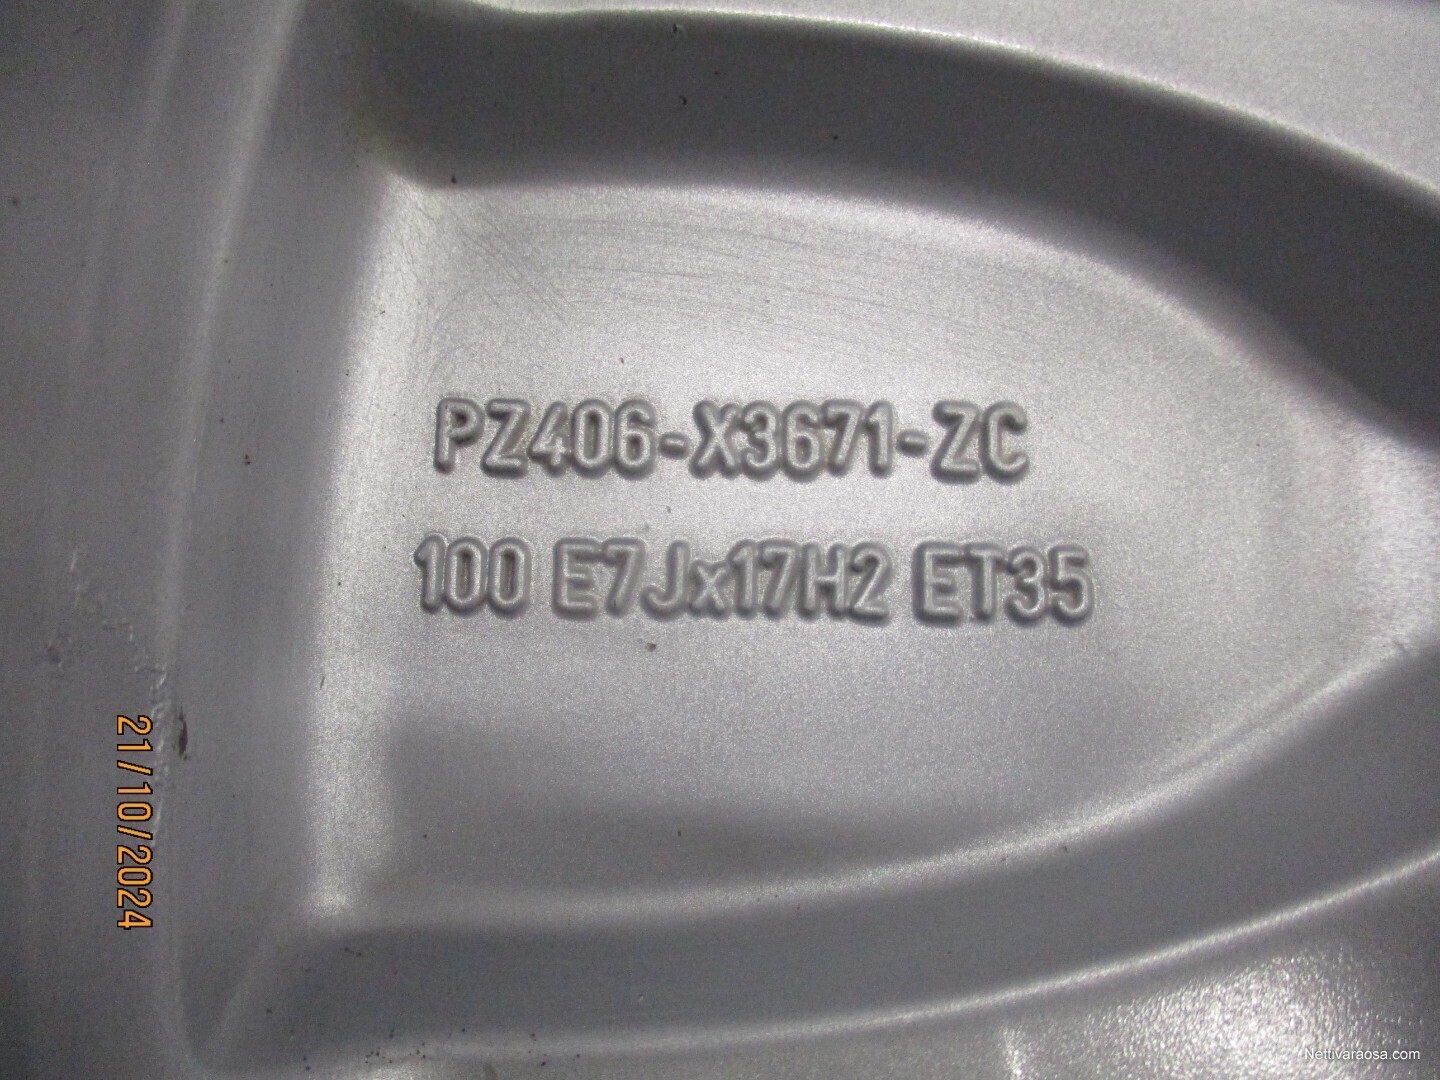 PZ406-X3671-ZC
100 E7Jx17H2 ET35
21/10/2024
Nettivaraosa.com